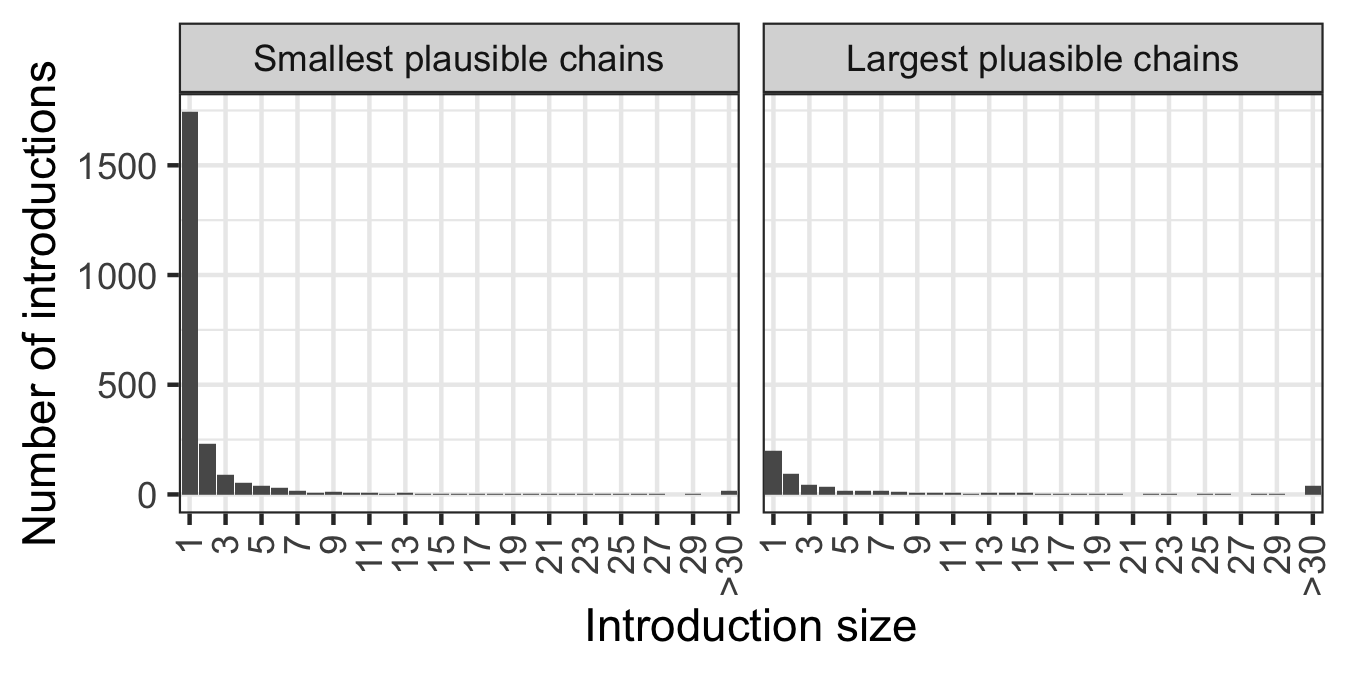 Smallest plausible chains
Largest pluasible chains
Number of introductions
1500
1000
500
0
1 3 5 7 9 11 13 15 17 19 21 23 25 27 29 >30
1 3 5 7 9 11 13 15 17 19 21 23 25 27 29 >30
Introduction size